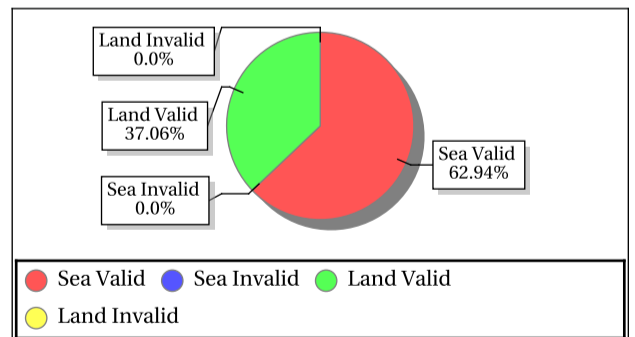 Land Invalid
0.0%
Land Valid
37.06%
Sea Invalid
0.0%
Sea Valid
62.94%
Sea Valid Sea Invalid Land Valid
Land Invalid